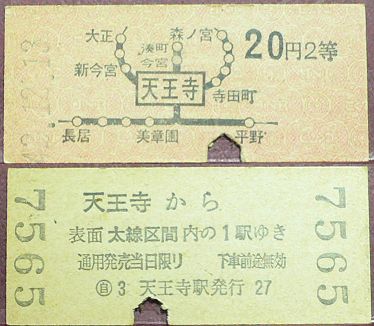 大正
森ノ宮
湊町
今宮
20円2等
新今宮
天王寺
寺田町
長居
美章園
平野
天王寺から
表面 太線区間 内の1駅ゆき
通用発売当日限り 下車前途無効
自 3 天王寺駅発行 27
7565
7565